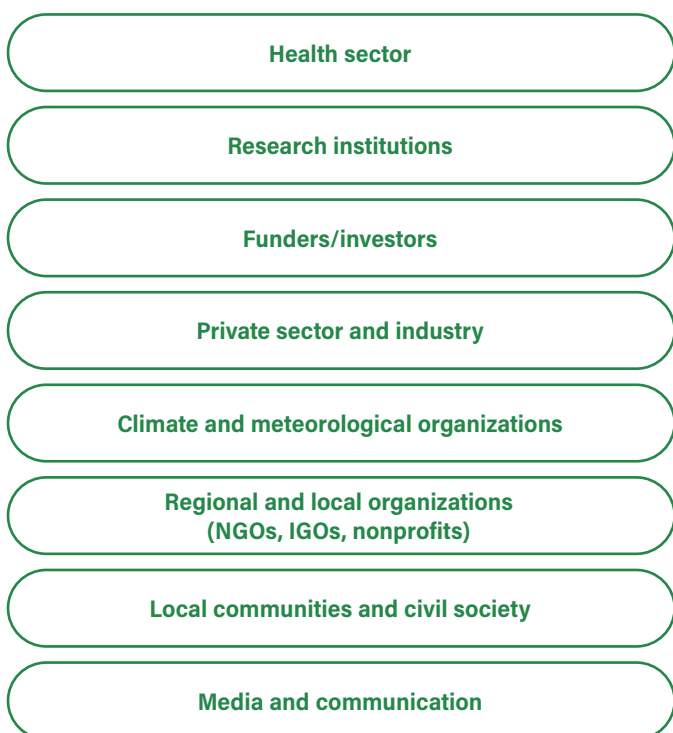 Health sector
Research institutions
Funders/investors
Private sector and industry
Climate and meteorological organizations
Regional and local organizations
(NGOs, IGOs, nonprofits)
Local communities and civil society
Media and communication